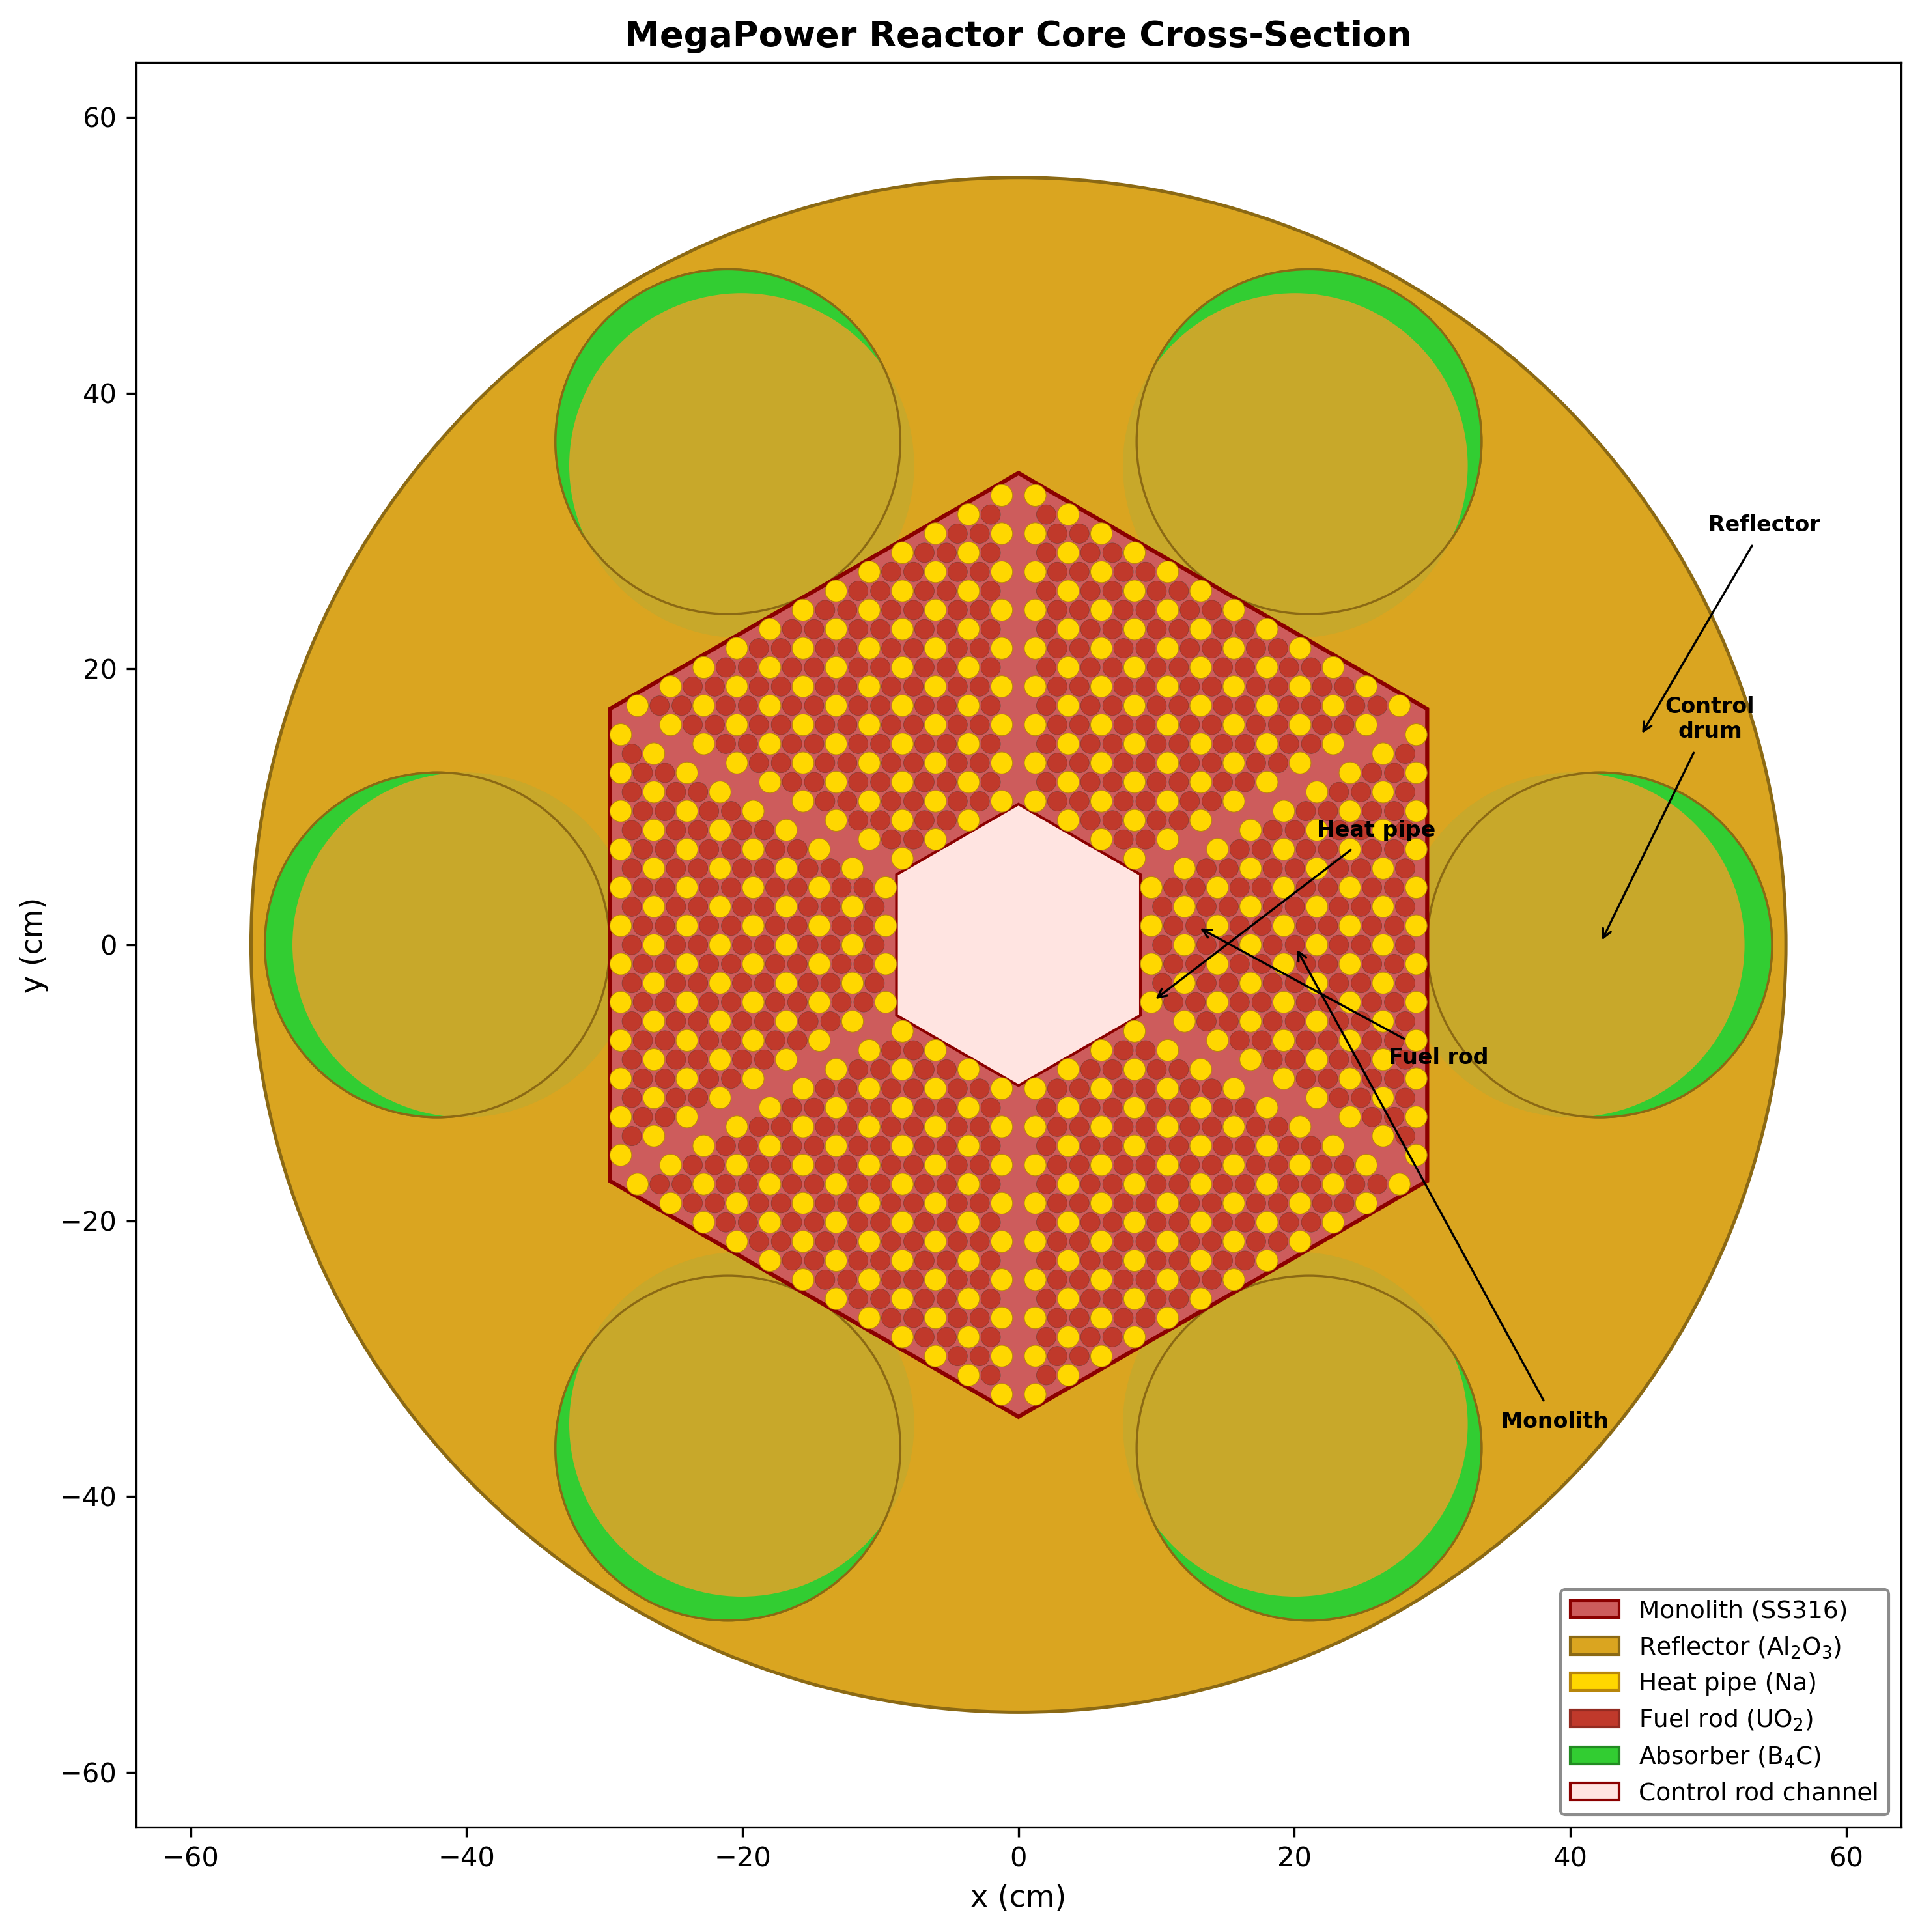 MegaPower Reactor Core Cross-Section
60
40
20
0
−20
−40
−60
y (cm)
Reflector
Control
drum
Heat pipe
Fuel rod
Monolith
Monolith (SS316)
Reflector (Al₂O₃)
Heat pipe (Na)
Fuel rod (UO₂)
Absorber (B₄C)
Control rod channel
−60 −40 −20 0 20 40 60
x (cm)